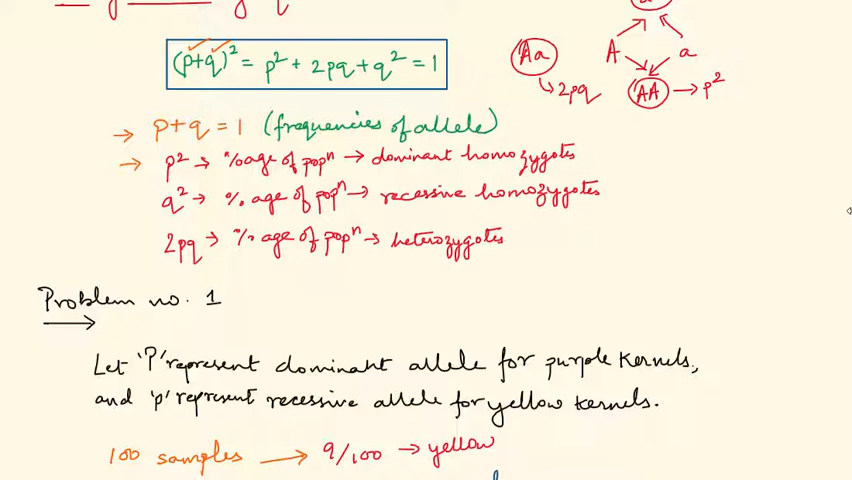 (p+q)² = p² + 2pq + q² = 1
Aa
→ 2pq
A
a
AA → p²
→ p+q = 1 (frequencies of allele)
→ p² → %age of popⁿ → dominant homozygotes
q² → % age of popⁿ → recessive homozygotes
2pq → % age of popⁿ → heterozygotes
Problem no. 1
Let 'P' represent dominant allele for purple kernels,
and 'p' represent recessive allele for yellow kernels.
100 samples → 9/100 → yellow